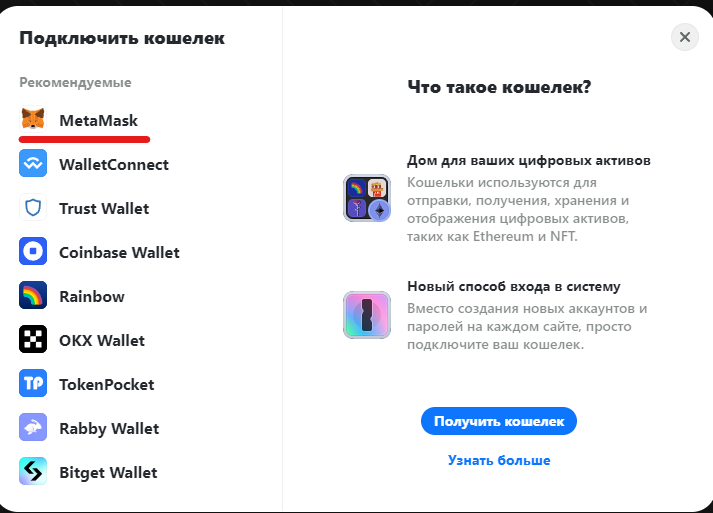 Подключить кошелек
Рекомендуемые
MetaMask
WalletConnect
Trust Wallet
Coinbase Wallet
Rainbow
OKX Wallet
TokenPocket
Rabby Wallet
Bitget Wallet
Что такое кошелек?
Дом для ваших цифровых активов
Кошельки используются для
отправки, получения, хранения и
отображения цифровых активов,
таких как Ethereum и NFT.
Новый способ входа в систему
Вместо создания новых аккаунтов и
паролей на каждом сайте, просто
подключите ваш кошелек.
Получить кошелек
Узнать больше